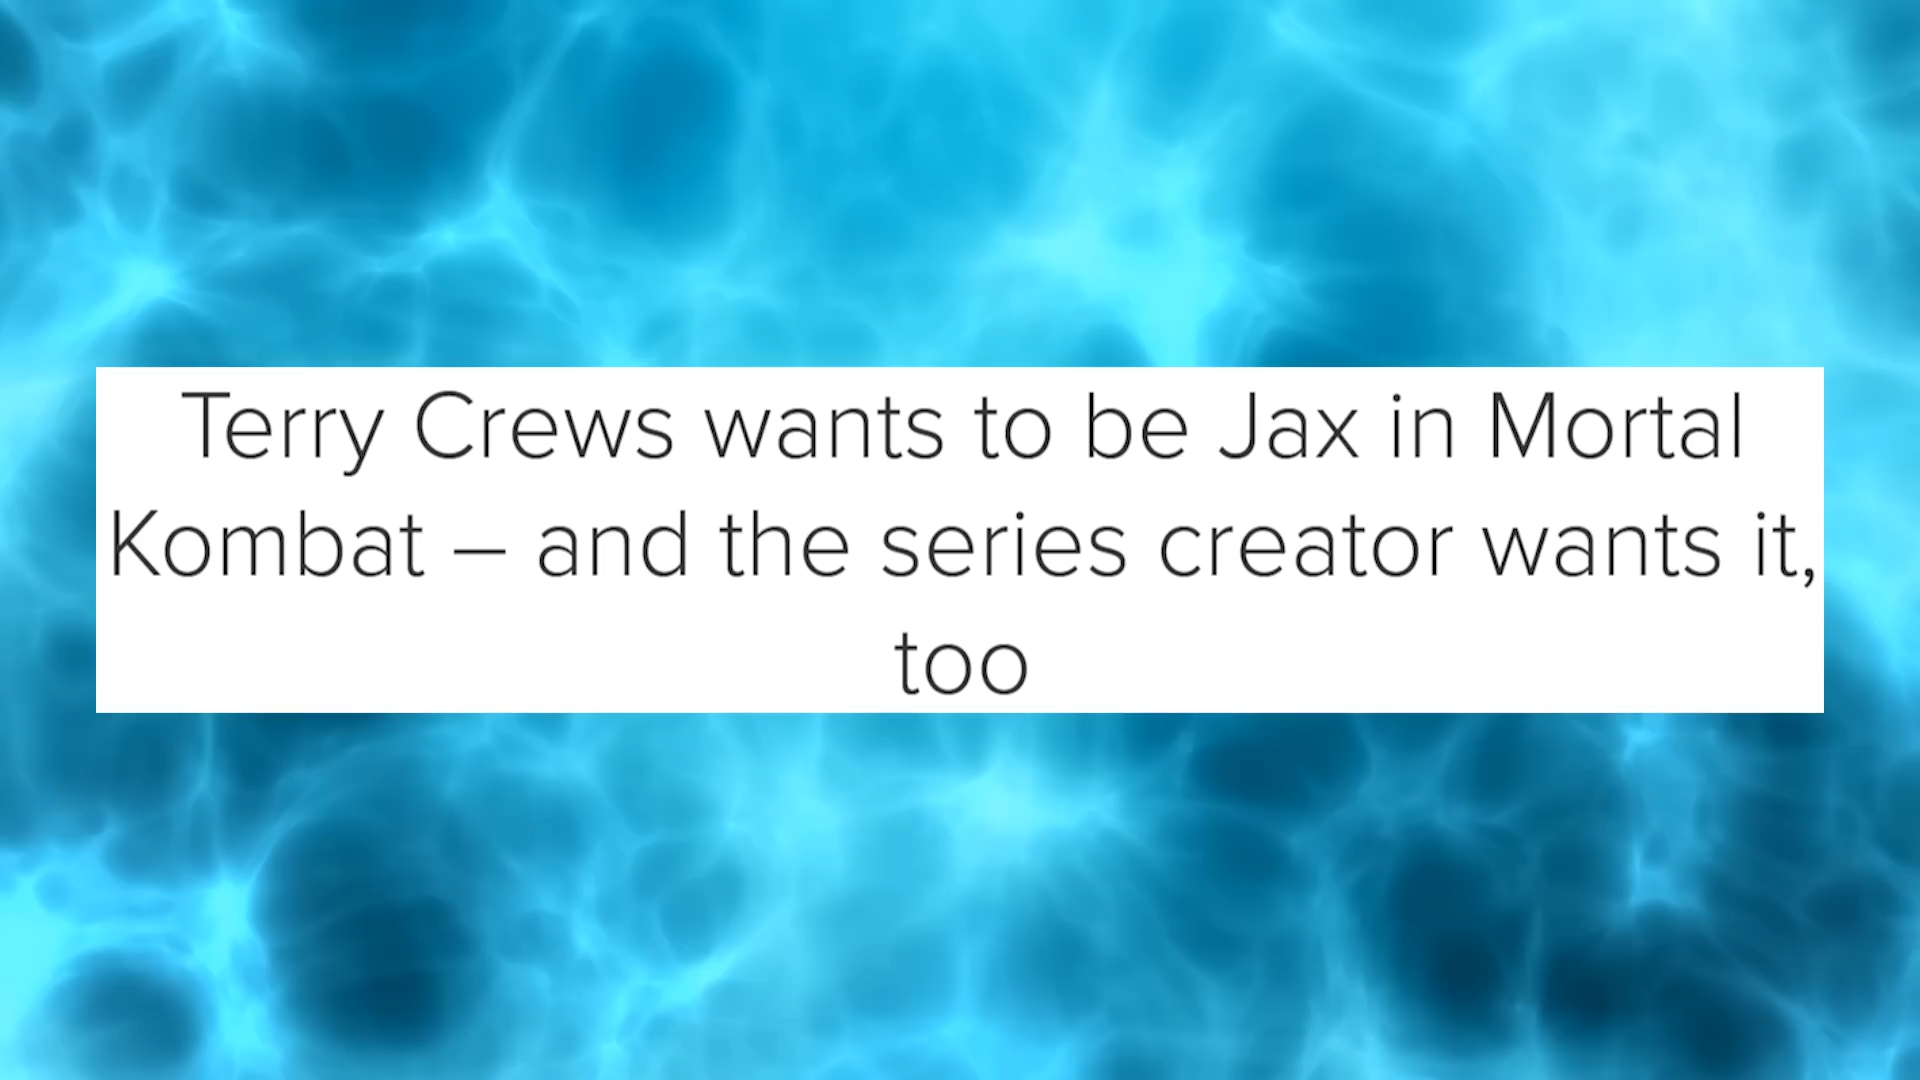 Terry Crews wants to be Jax in Mortal
Kombat – and the series creator wants it,
too